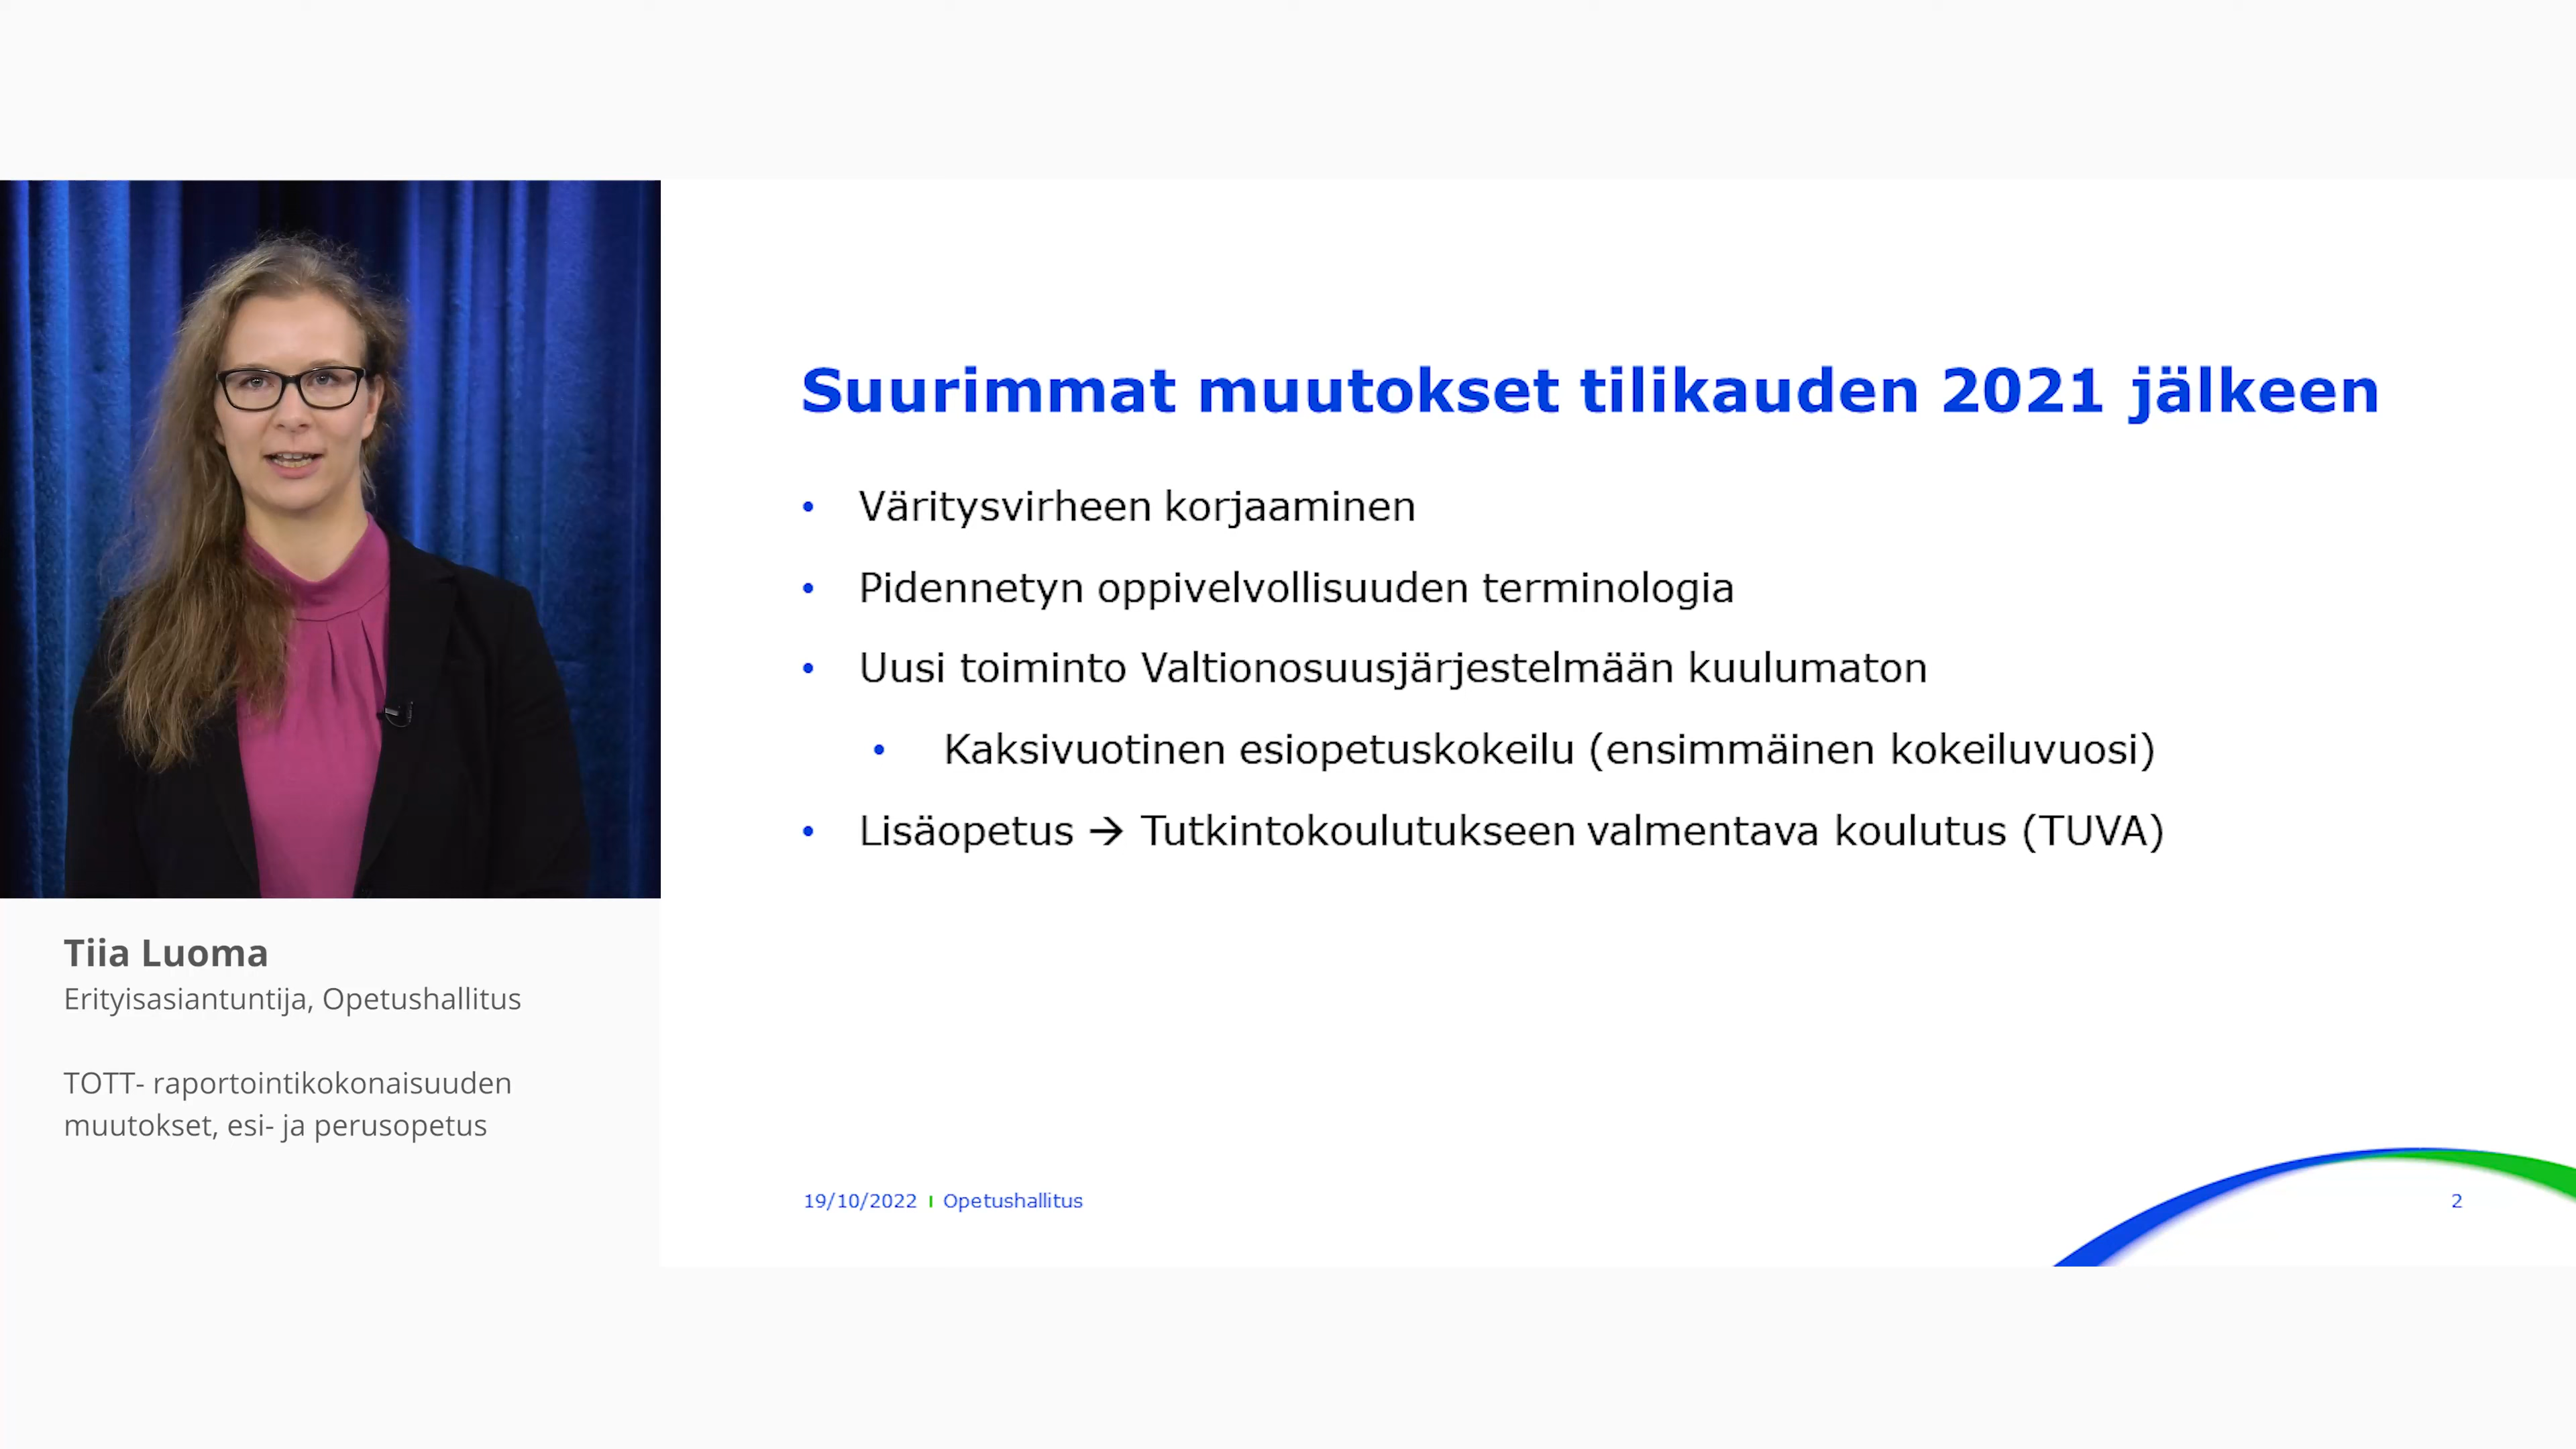 Suurimmat muutokset tilikauden 2021 jälkeen
• Väritysvirheen korjaaminen
• Pidennetyn oppivelvollisuuden terminologia
• Uusi toiminto Valtionosuusjärjestelmään kuulumaton
• Kaksivuotinen esiopetuskokeilu (ensimmäinen kokeiluvuosi)
• Lisäopetus → Tutkintokoulutukseen valmentava koulutus (TUVA)
Tiia Luoma
Erityisasiantuntija, Opetushallitus
TOTT- raportointikokonaisuuden
muutokset, esi- ja perusopetus
19/10/2022 I Opetushallitus
2